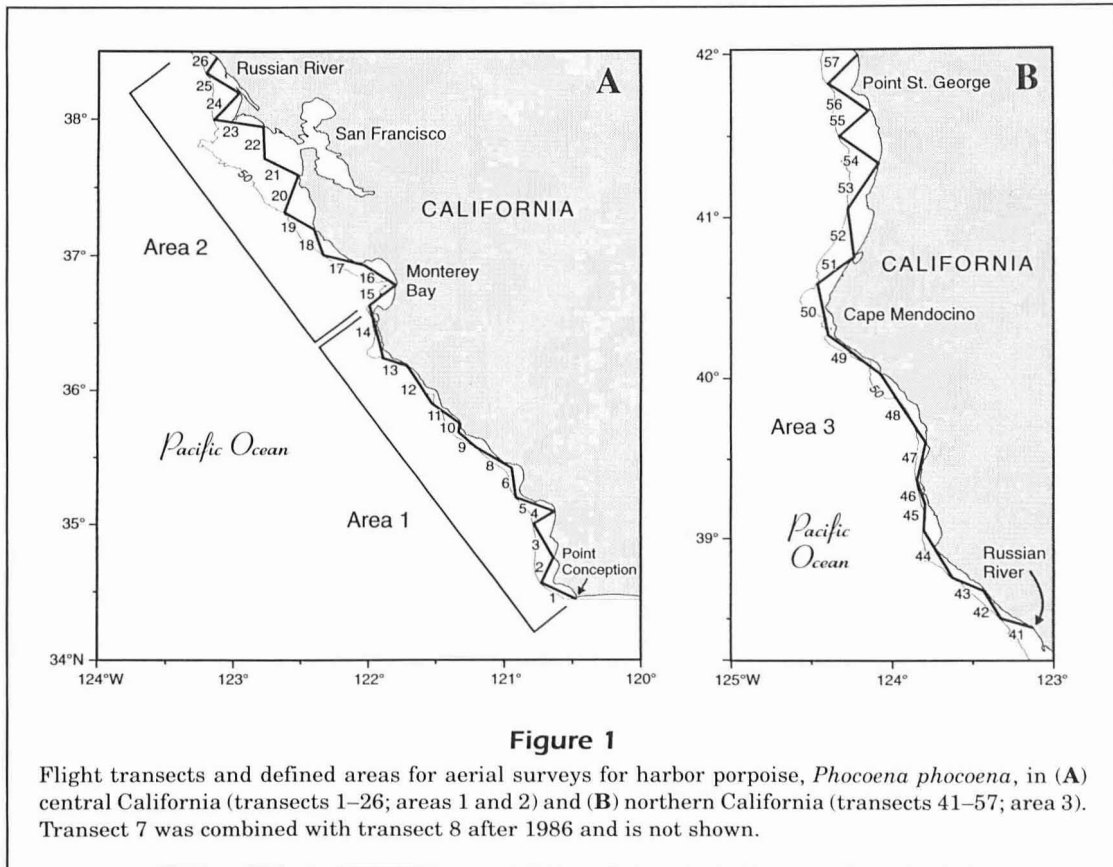 A
26
Russian River
25
24
38°
23
22
San Francisco
21
50
20
CALIFORNIA
19
18
Area 2
37°
17
16
Monterey
Bay
15
14
36°
13
12
11
10
9
Pacific Ocean
8
6
Area 1
5
4
35°
3
Point
Conception
2
1
34°N
124°W
123°
122°
121°
120°
B
42°
57
Point St. George
56
55
54
53
41°
52
51
CALIFORNIA
50
Cape Mendocino
49
40°
50
48
Area 3
47
46
45
39°
Pacific
Ocean
44
Russian
River
43
42
41
125°W
124°
123°
Figure 1
Flight transects and defined areas for aerial surveys for harbor porpoise, Phocoena phocoena, in (A)
central California (transects 1–26; areas 1 and 2) and (B) northern California (transects 41–57; area 3).
Transect 7 was combined with transect 8 after 1986 and is not shown.